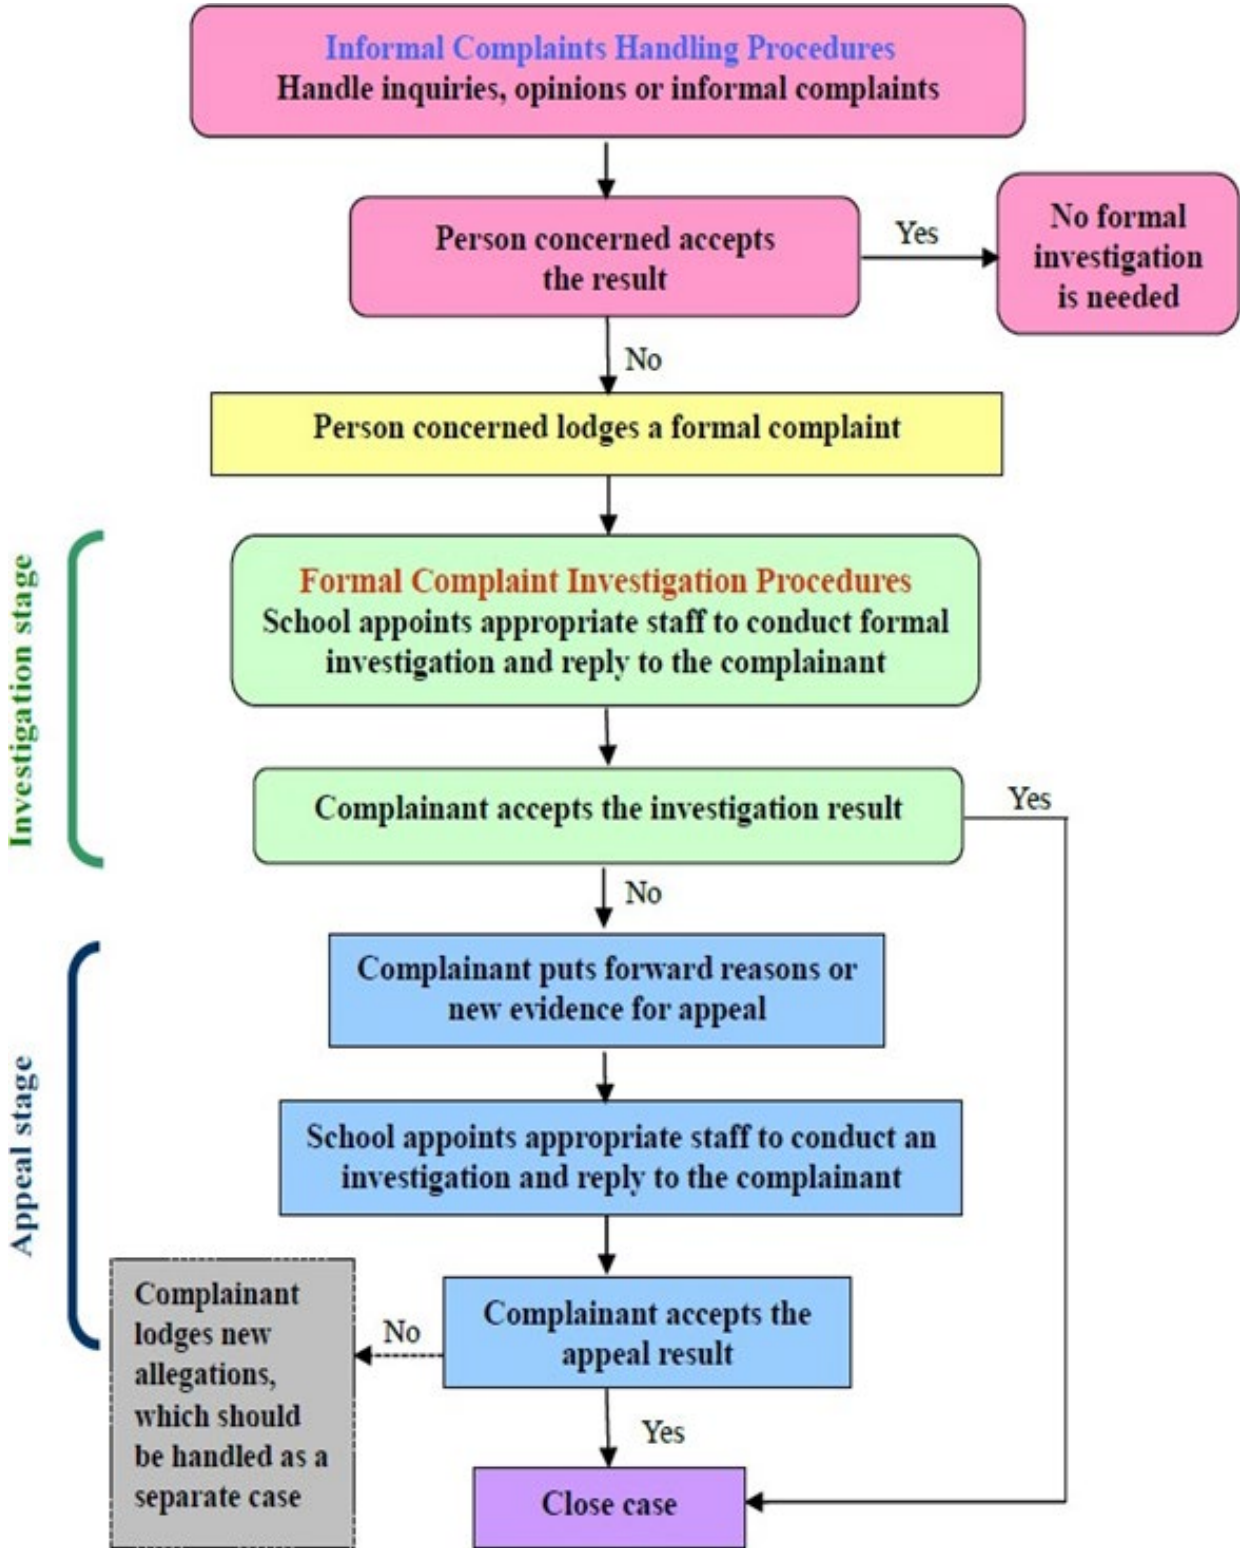 Informal Complaints Handling Procedures
Handle inquiries, opinions or informal complaints
Person concerned accepts
the result
Yes
No formal
investigation
is needed
No
Person concerned lodges a formal complaint
Investigation stage
Formal Complaint Investigation Procedures
School appoints appropriate staff to conduct formal
investigation and reply to the complainant
Complainant accepts the investigation result
Yes
No
Appeal stage
Complainant puts forward reasons or
new evidence for appeal
School appoints appropriate staff to conduct an
investigation and reply to the complainant
Complainant accepts the
appeal result
No
Complainant
lodges new
allegations,
which should
be handled as a
separate case
Yes
Close case